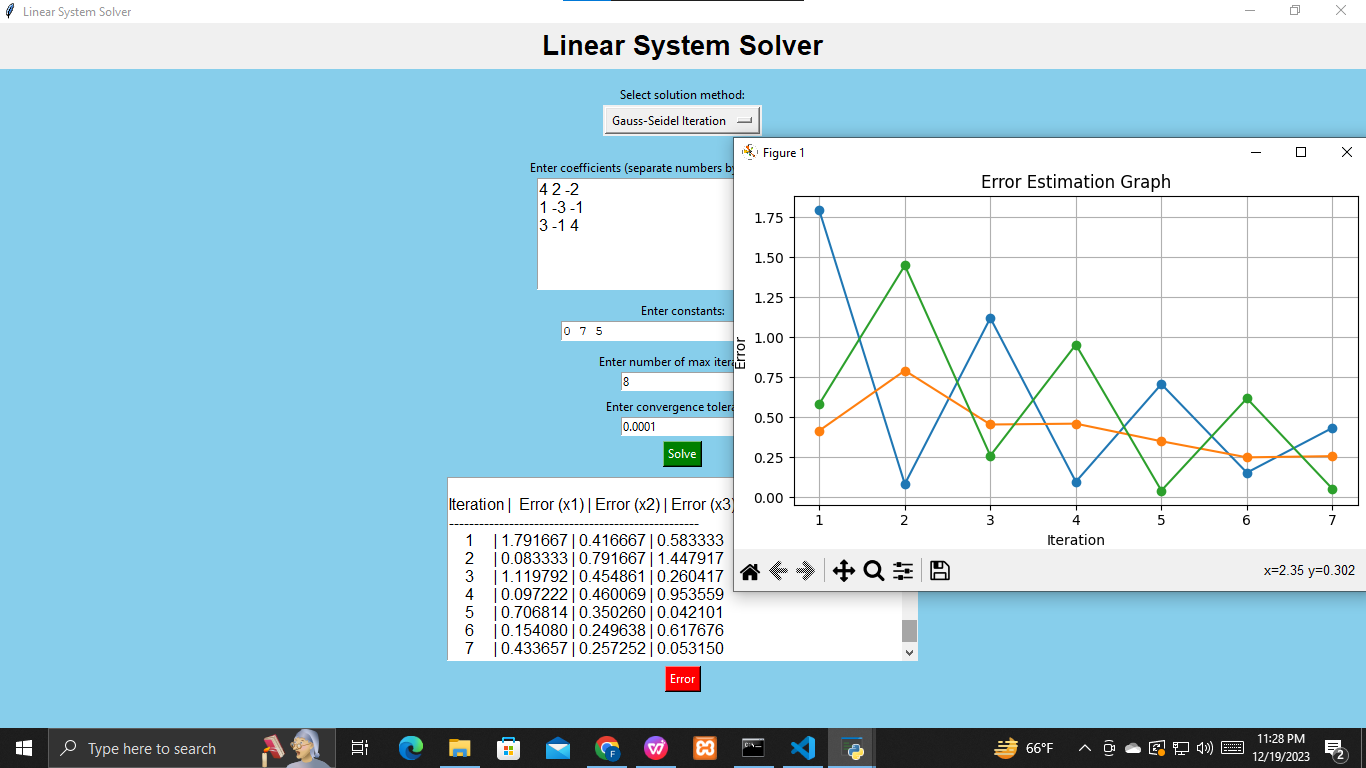 Linear System Solver
Linear System Solver
Select solution method:
Gauss-Seidel Iteration
Enter coefficients (separate numbers by
4 2 -2
1 -3 -1
3 -1 4
Enter constants:
0 7 5
Enter number of max itera
8
Enter convergence tolera
0.0001
Solve
Iteration | Error (x1) | Error (x2) | Error (x3)
--------------------------------------------------
1 | 1.791667 | 0.416667 | 0.583333
2 | 0.083333 | 0.791667 | 1.447917
3 | 1.119792 | 0.454861 | 0.260417
4 | 0.097222 | 0.460069 | 0.953559
5 | 0.706814 | 0.350260 | 0.042101
6 | 0.154080 | 0.249638 | 0.617676
7 | 0.433657 | 0.257252 | 0.053150
Error
Figure 1
Error Estimation Graph
1.75
1.50
1.25
1.00
0.75
0.50
0.25
0.00
Error
1 2 3 4 5 6 7
Iteration
x=2.35 y=0.302
Type here to search
66°F
11:28 PM
12/19/2023
2